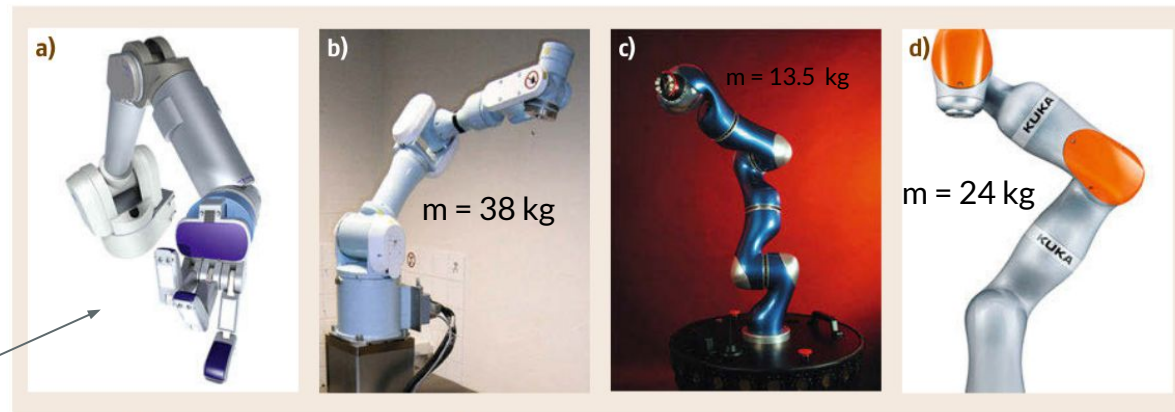 a)
b)
m = 38 kg
c)
m = 13.5 kg
d)
KUKA
m = 24 kg
KUKA